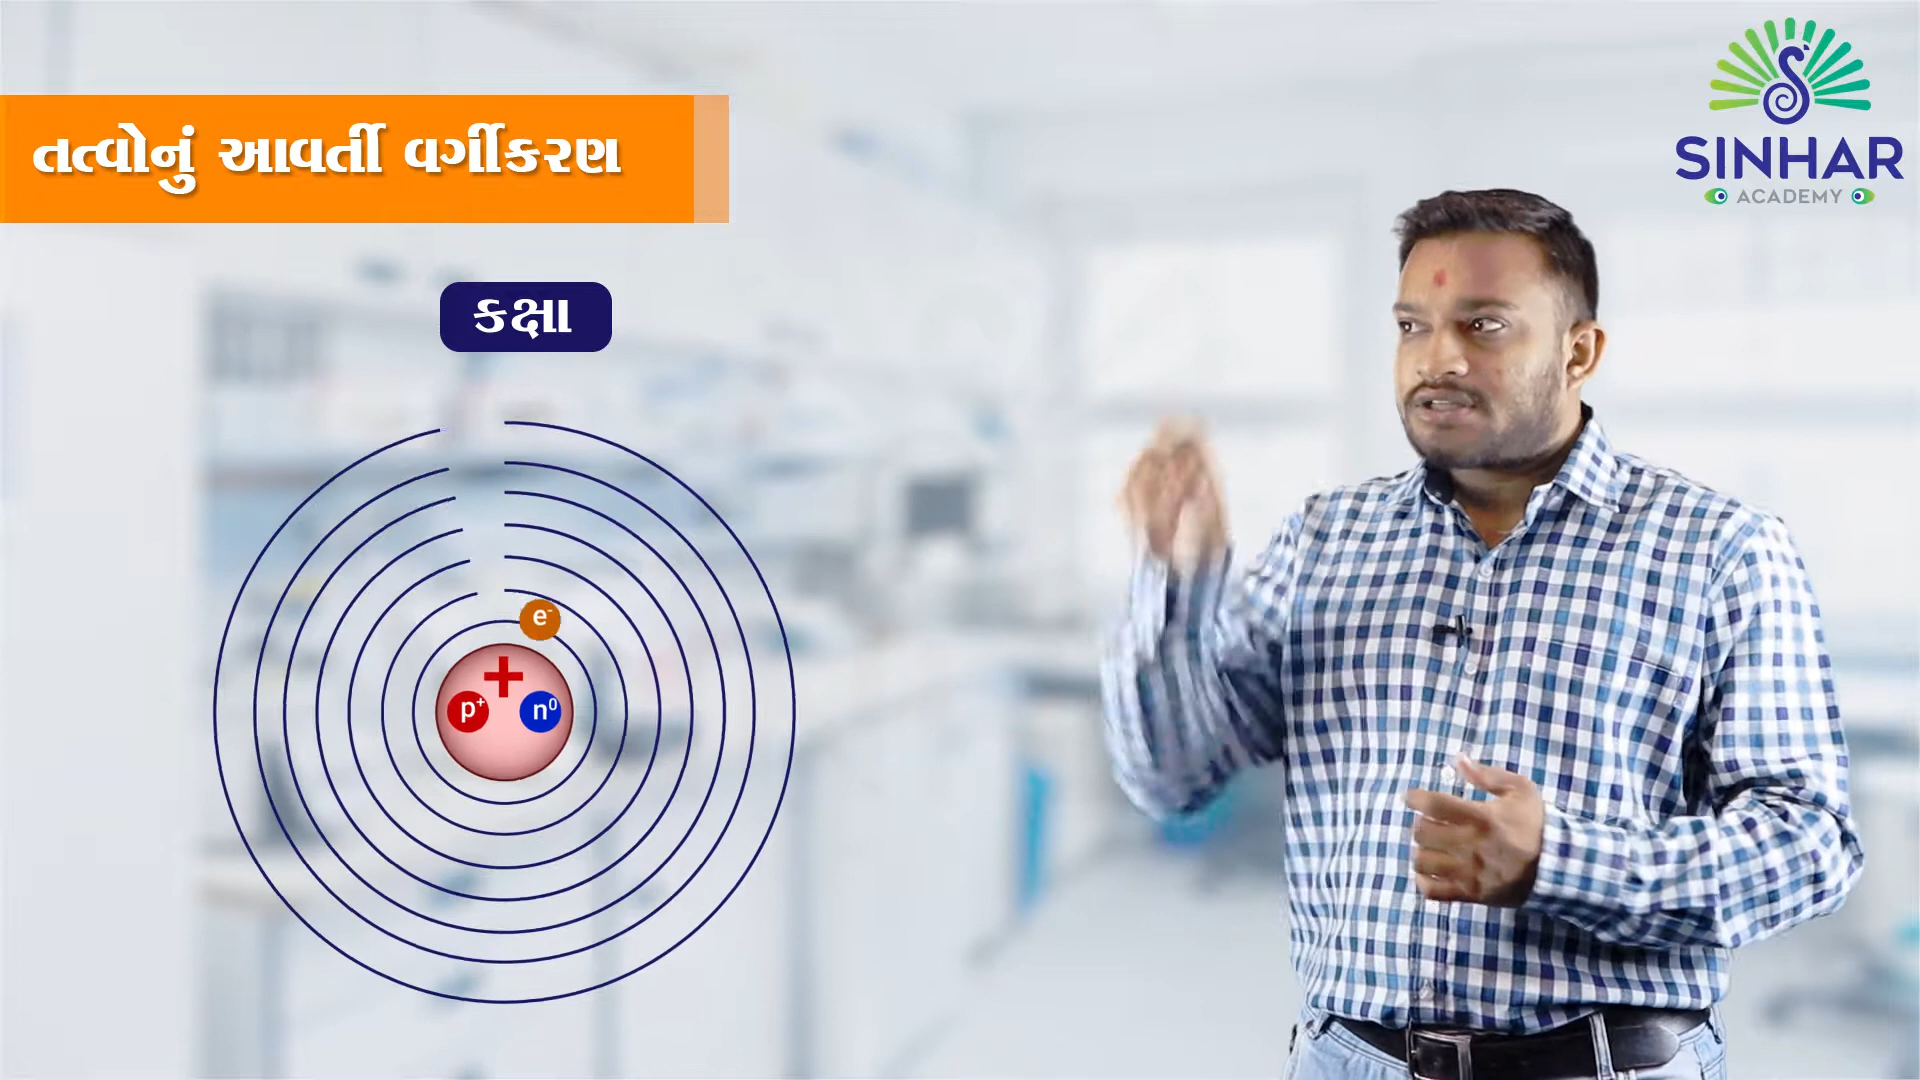 તત્વોનું આવર્તી વર્ગીકરણ
SINHAR
ACADEMY
કક્ષા
e-
+
p+
n0